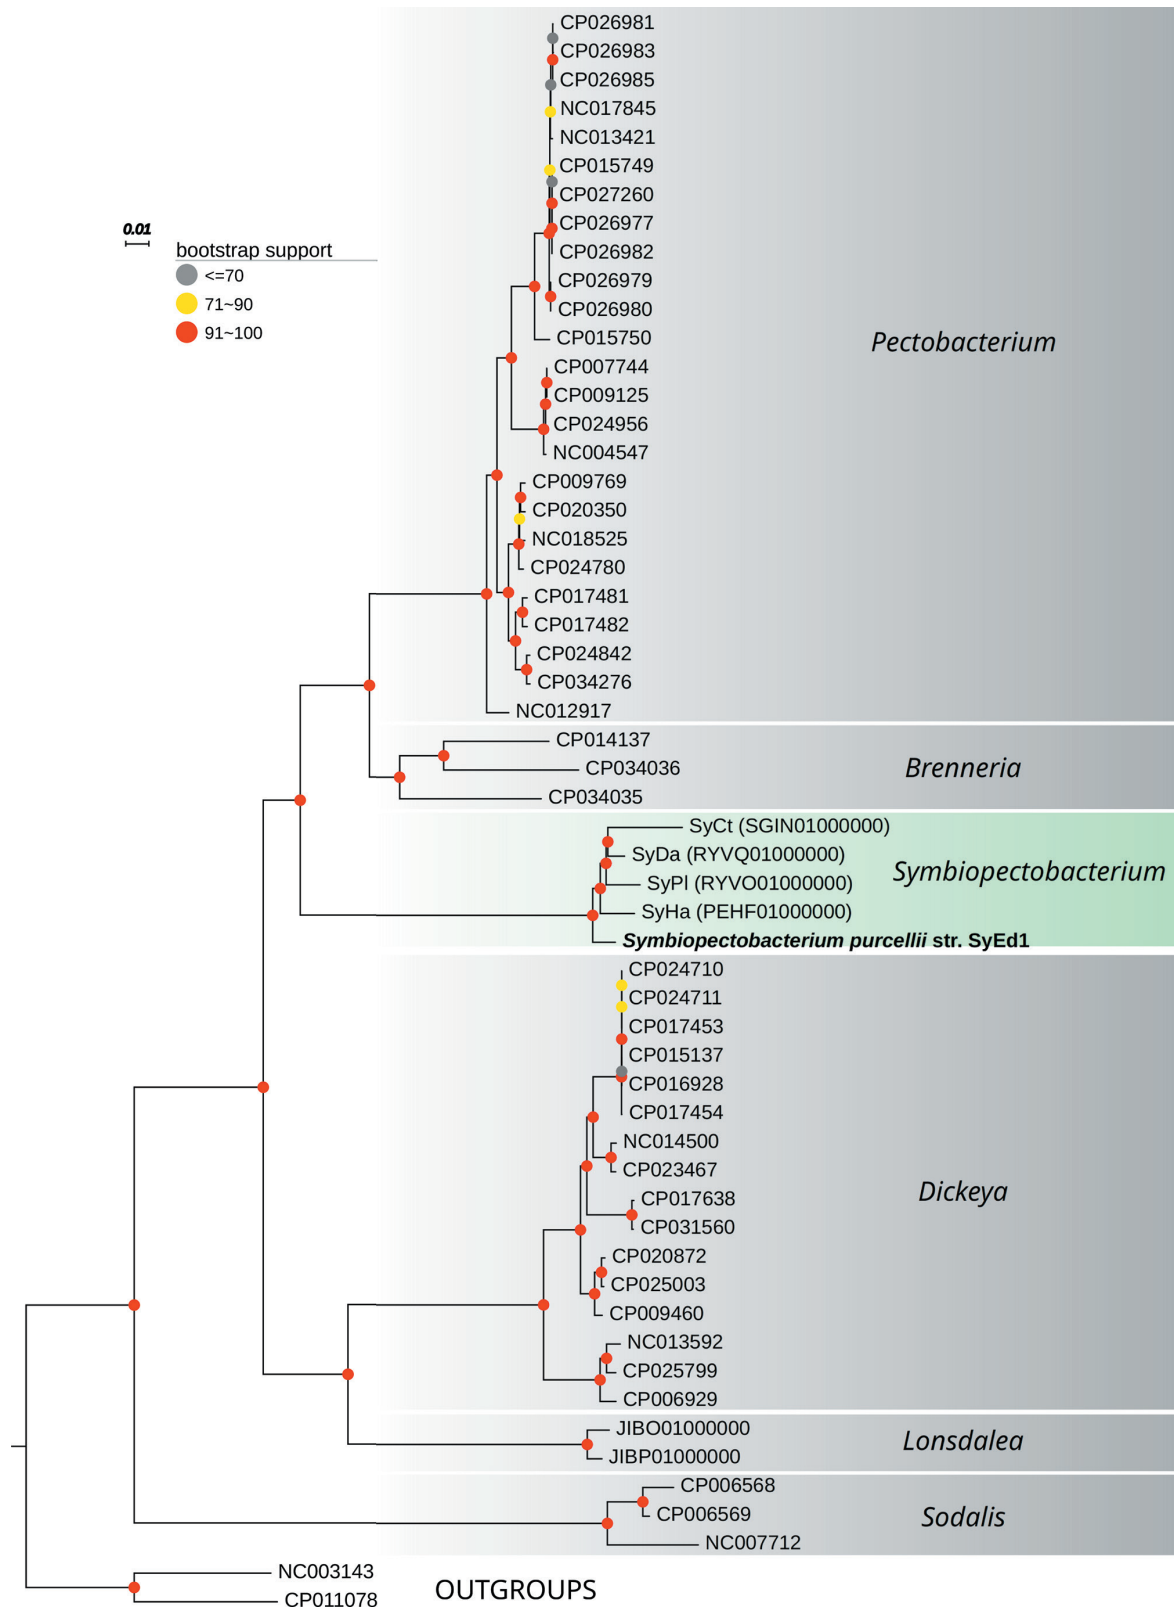 CP026981
CP026983
CP026985
NC017845
NC013421
CP015749
CP027260
CP026977
CP026982
CP026979
CP026980
CP015750
CP007744
CP009125
CP024956
NC004547
CP009769
CP020350
NC018525
CP024780
CP017481
CP017482
CP024842
CP034276
NC012917
Pectobacterium
0.01
bootstrap support
<=70
71~90
91~100
CP014137
CP034036
CP034035
Brenneria
SyCt (SGIN01000000)
SyDa (RYVQ01000000)
SyPl (RYVO01000000)
SyHa (PEHF01000000)
Symbiopectobacterium purcellii str. SyEd1
Symbiopectobacterium
CP024710
CP024711
CP017453
CP015137
CP016928
CP017454
NC014500
CP023467
CP017638
CP031560
CP020872
CP025003
CP009460
NC013592
CP025799
CP006929
Dickeya
JIBO01000000
JIBP01000000
Lonsdalea
CP006568
CP006569
NC007712
Sodalis
NC003143
CP011078
OUTGROUPS